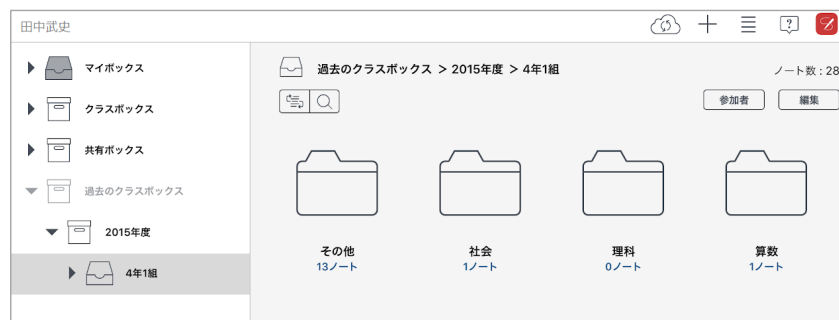 田中武史
?
マイボックス
クラスボックス
共有ボックス
過去のクラスボックス
2015年度
4年1組
過去のクラスボックス > 2015年度 > 4年1組
ノート数 : 28
参加者
編集
その他
13ノート
社会
1ノート
理科
0ノート
算数
1ノート